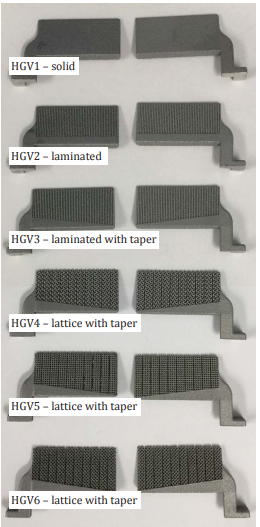 HGV1 – solid
HGV2 – laminated
HGV3 – laminated with taper
HGV4 – lattice with taper
HGV5 – lattice with taper
HGV6 – lattice with taper